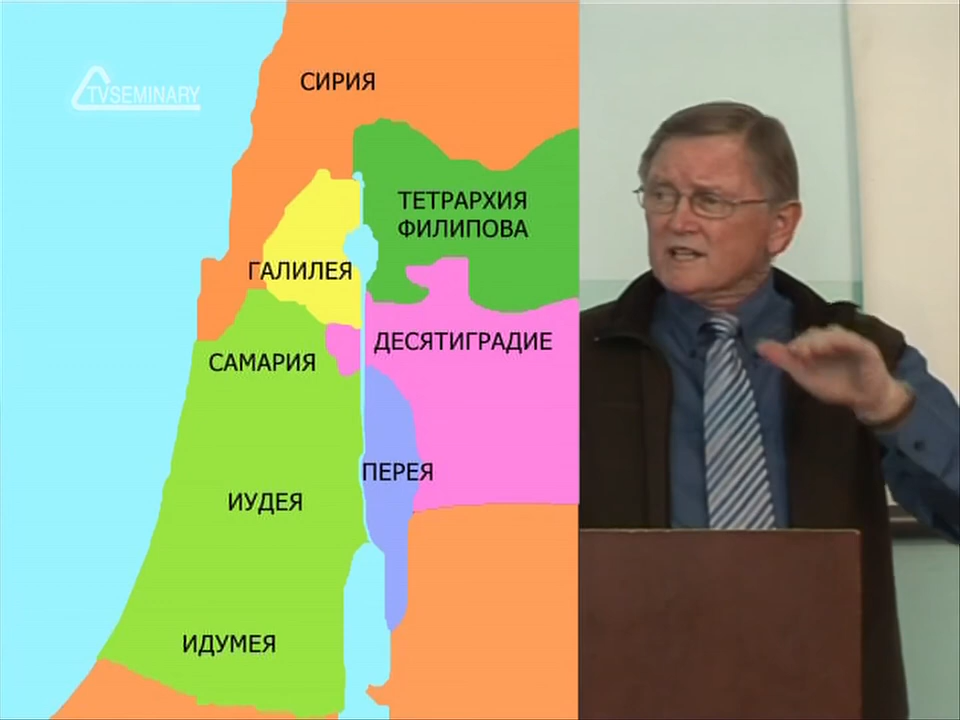 TVSEMINARY
СИРИЯ
ТЕТРАРХИЯ
ФИЛИПОВА
ГАЛИЛЕЯ
ДЕСЯТИГРАДИЕ
САМАРИЯ
ПЕРЕЯ
ИУДЕЯ
ИДУМЕЯ